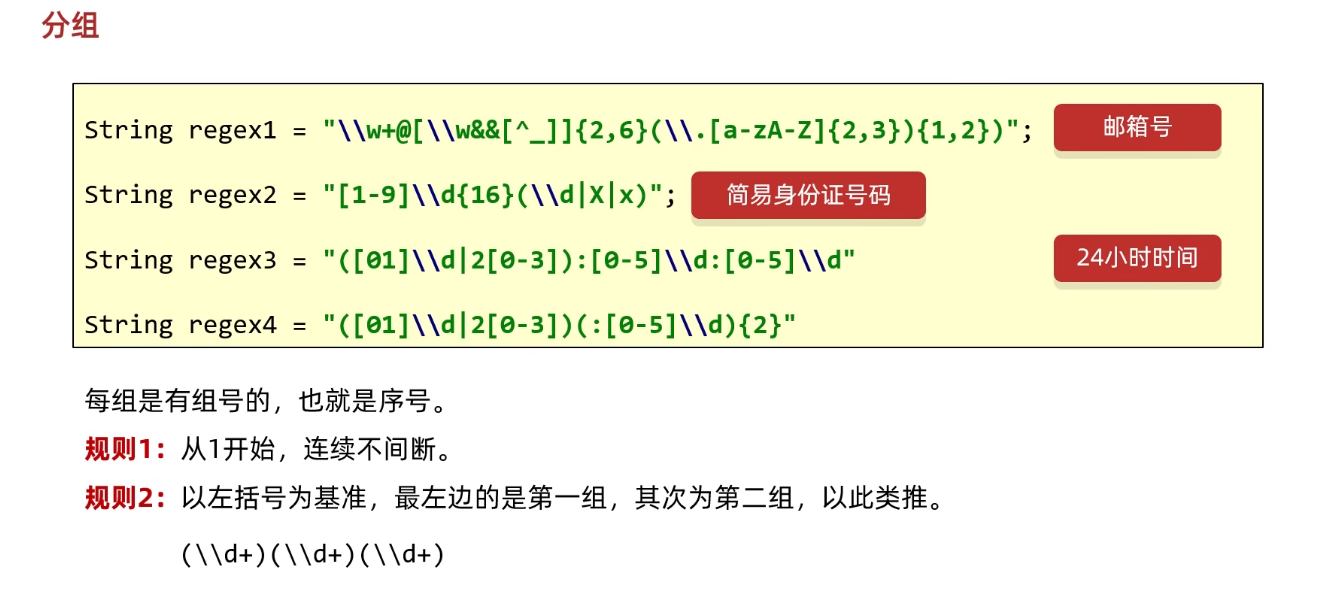 分组
String regex1 = "\\w+@[\\w&&[^_]]{2,6}(\\.[a-zA-Z]{2,3}){1,2})"; 邮箱号
String regex2 = "[1-9]\\d{16}(\\d|X|x)"; 简易身份证号码
String regex3 = "([01]\\d|2[0-3]):[0-5]\\d:[0-5]\\d" 24小时时间
String regex4 = "([01]\\d|2[0-3])(:[0-5]\\d){2}"
每组是有组号的，也就是序号。
规则1：从1开始，连续不间断。
规则2：以左括号为基准，最左边的是第一组，其次为第二组，以此类推。
(\\d+)(\\d+)(\\d+)